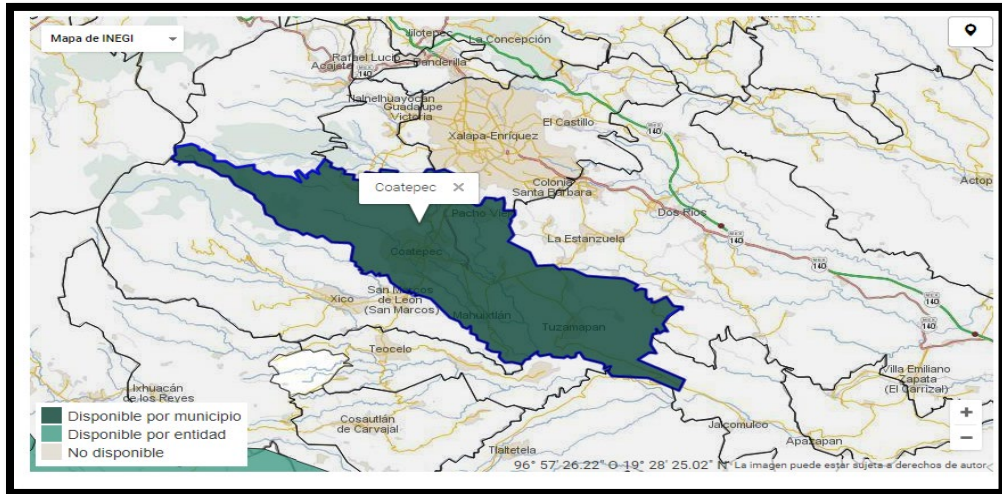 Mapa de INEGI
Jilotepec
La Concepción
Rafael Lucio
Banderilla
Acajete
140
Tlalnelhuayocan
Guadalupe
Victoria
El Castillo
140
Xalapa-Enríquez
Colonia
Santa Bárbara
Actop
Coatepec ×
Pacho Viejo
Dos Ríos
La Estanzuela
140
Coatepec
140
San Marcos
de León
(San Marcos)
Xico
140
Mahuixtlán
Tuzamapan
140
Teocelo
Villa Emiliano
Zapata
(El Carrizal)
Ixhuacán
de los Reyes
Disponible por municipio
Disponible por entidad
No disponible
Cosautlán
de Carvajal
Jalcomulco
Apazapan
Tlaltetela
+
−
96° 57' 26.22" O 19° 28' 25.02" N
La imagen puede estar sujeta a derechos de autor